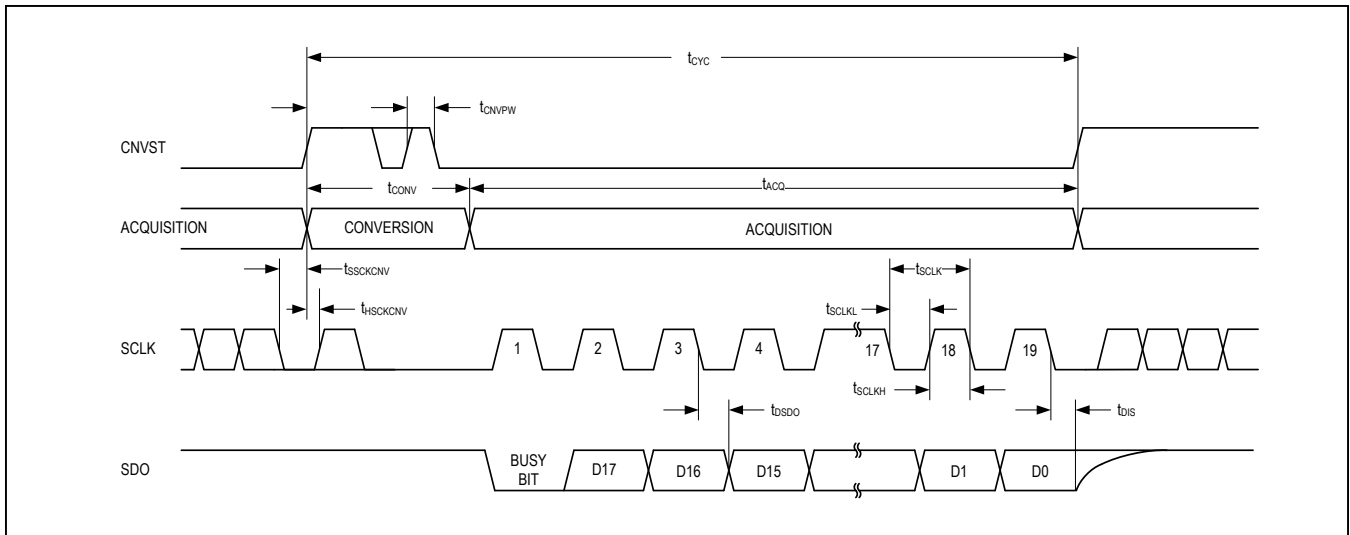 tCYC
tCNVPW
CNVST
tCONV
tACQ
ACQUISITION
CONVERSION
ACQUISITION
tSSCKCNV
tSCLK
tHSCKCNV
tSCLKL
SCLK
1
2
3
4
17
18
19
tSCLKH
tDSDO
tDIS
SDO
BUSY
BIT
D17
D16
D15
D1
D0